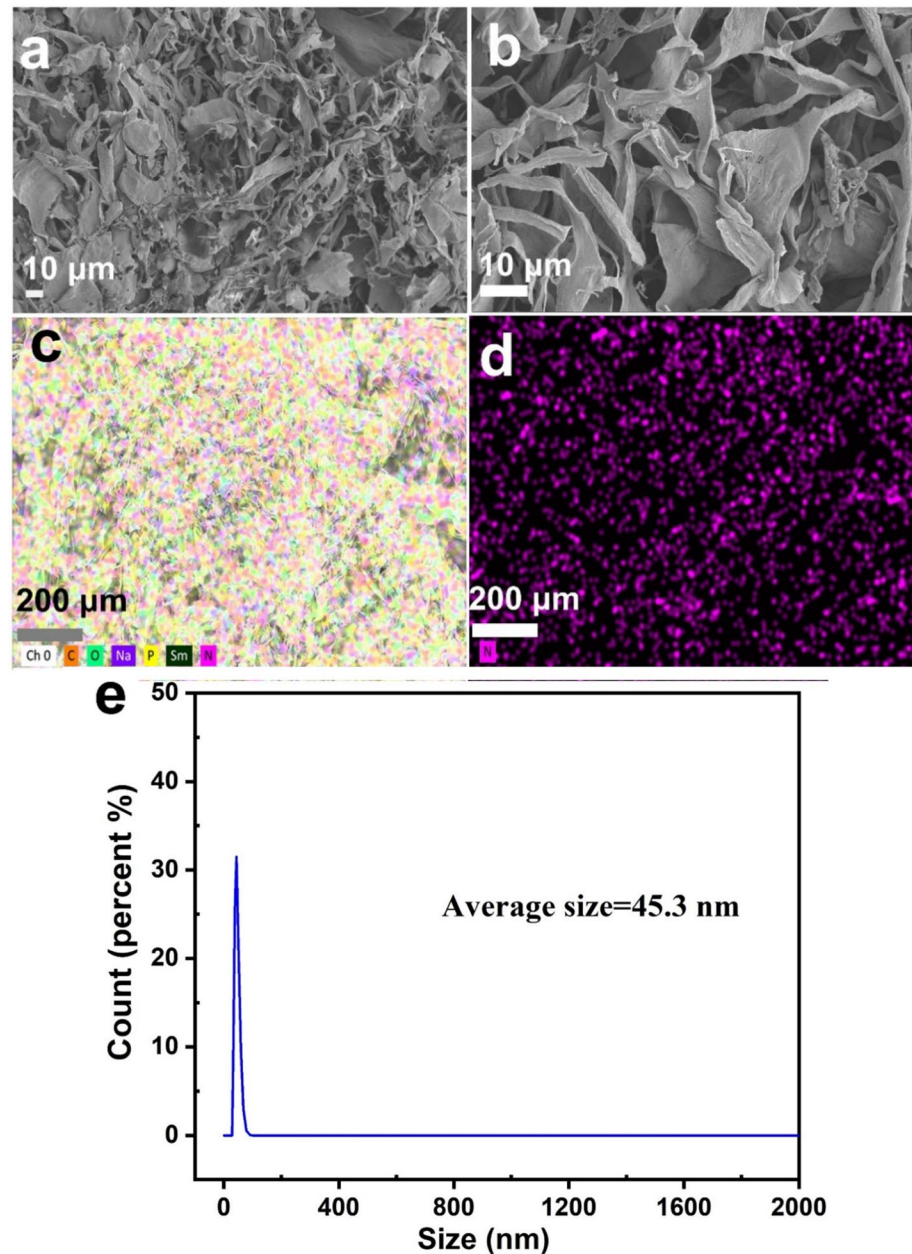 a
b
10 µm
10 µm
c
d
200 µm
200 µm
Ch 0 C O Na P Sm N
N
e
50
40
30
20
10
0
Count (percent %)
Average size=45.3 nm
0 400 800 1200 1600 2000
Size (nm)